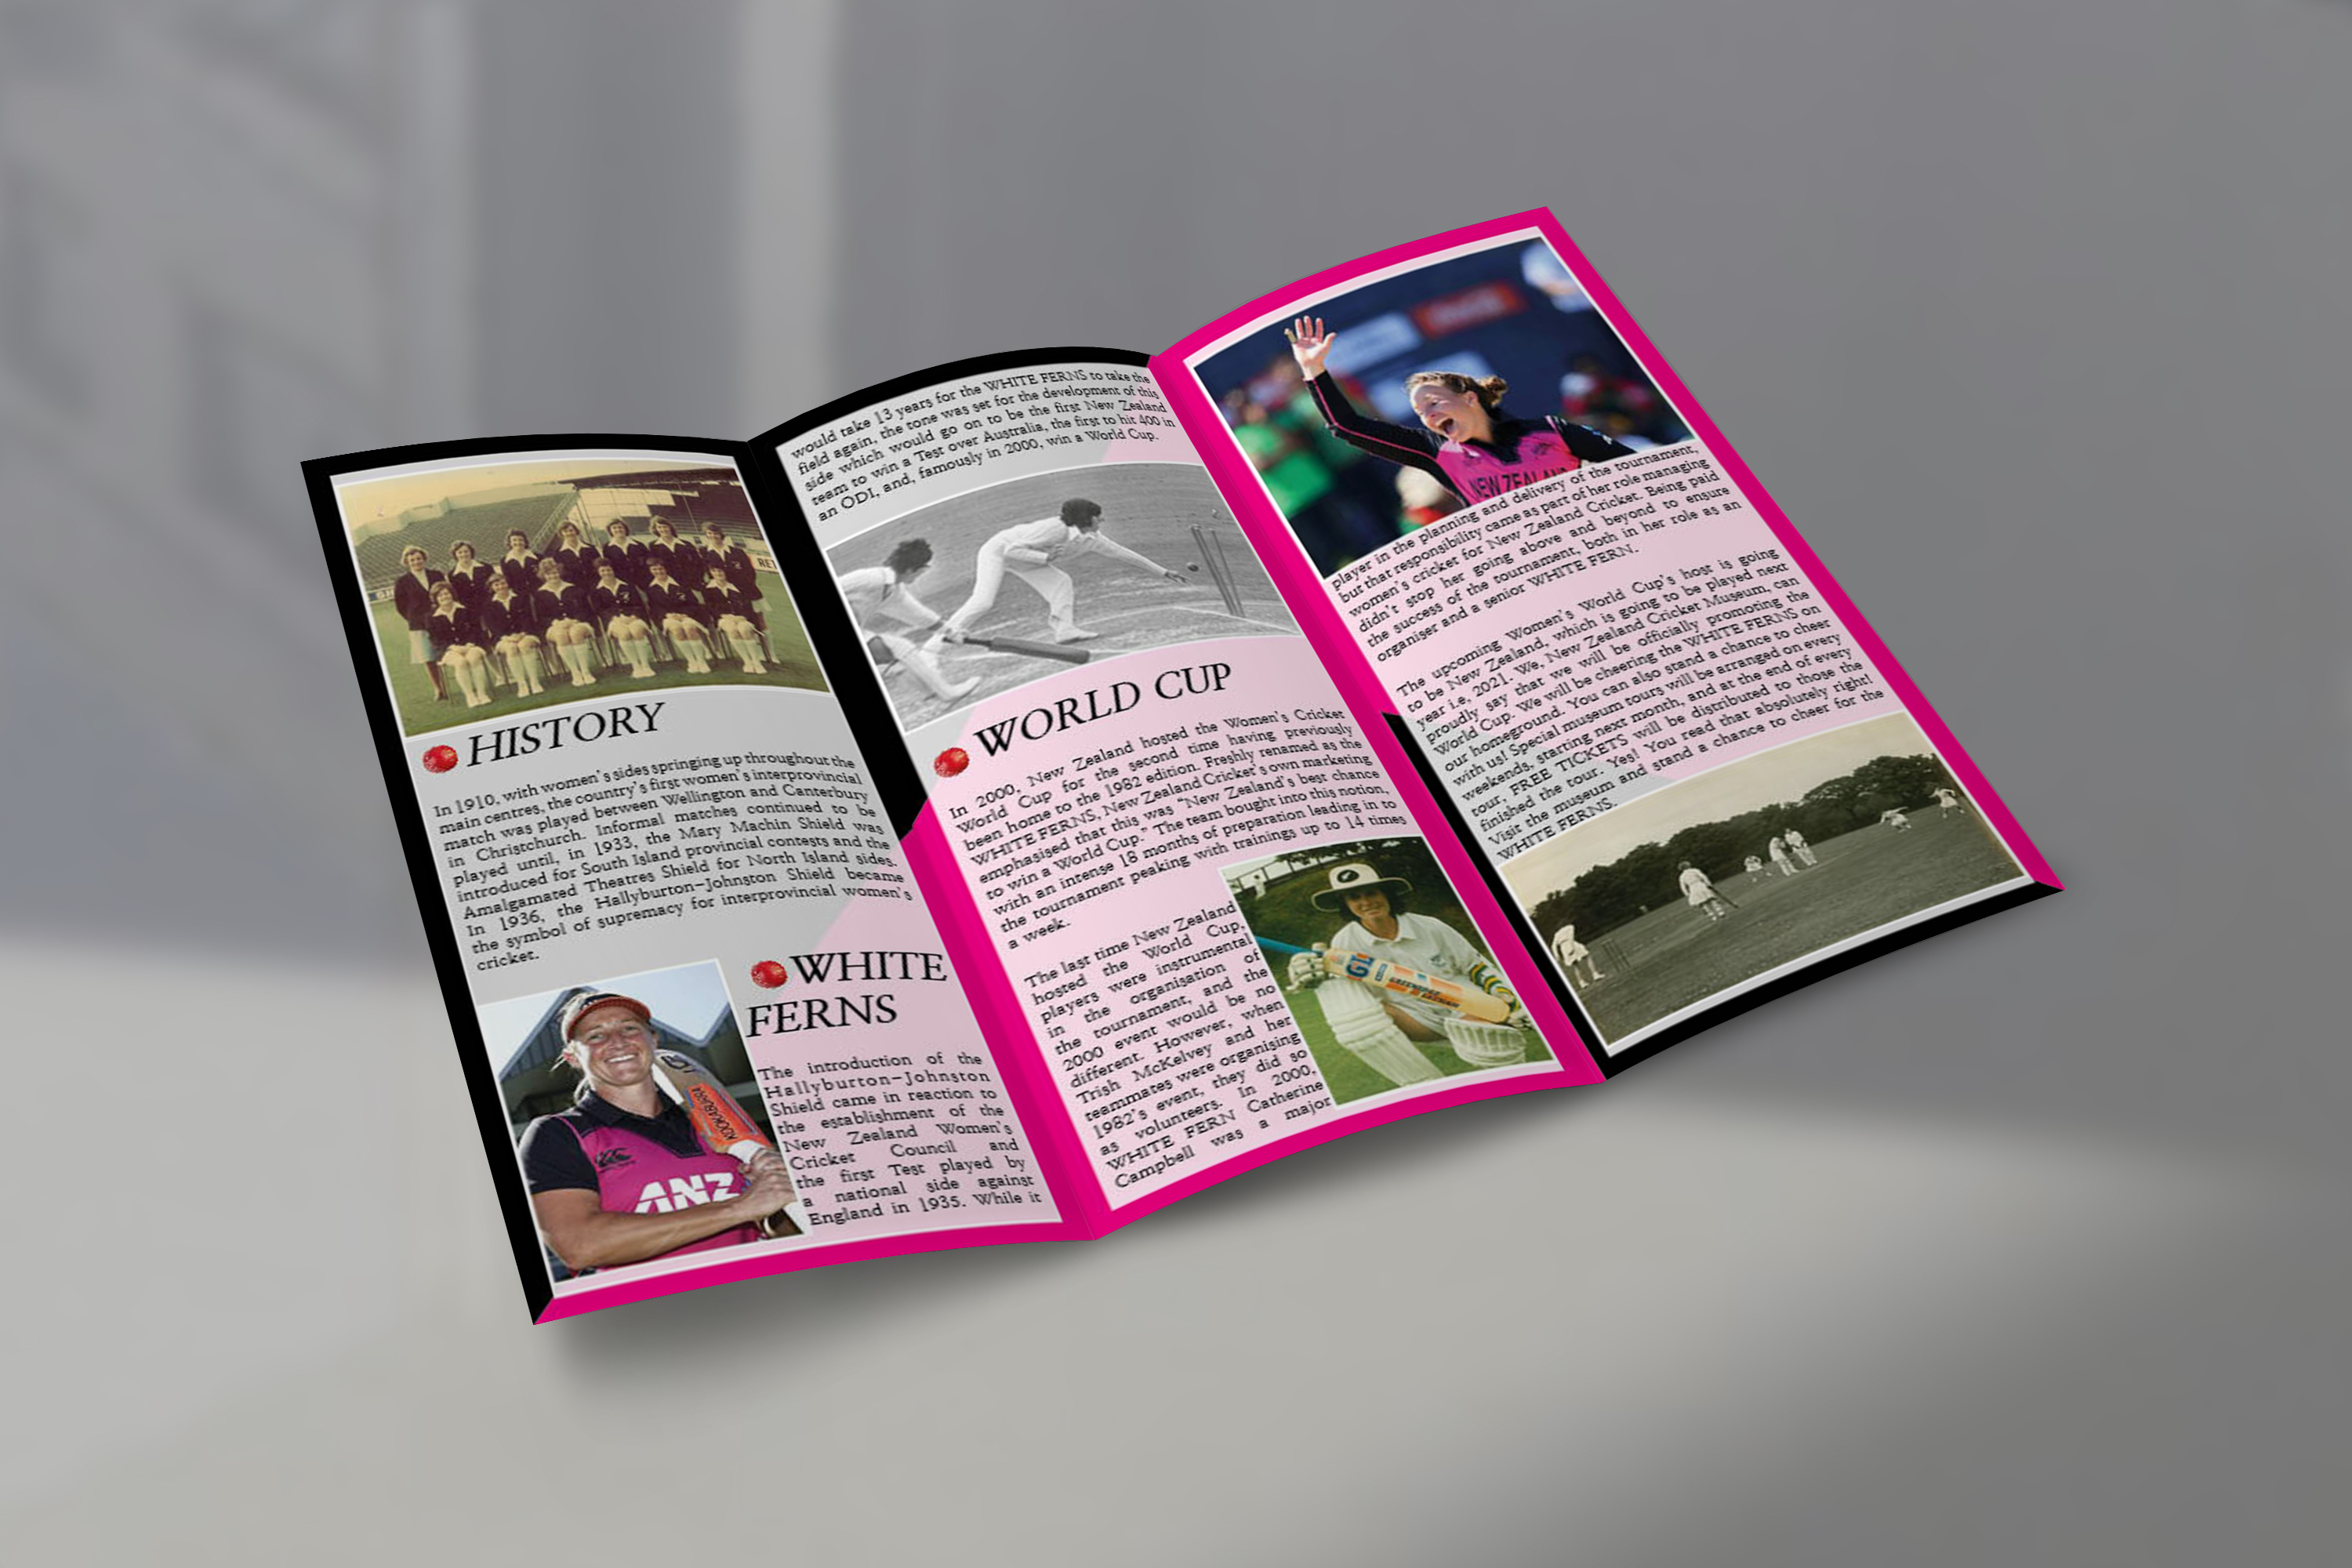 HISTORY
In 1910, with women's sides springing up throughout the
main centres, the country's first women's interprovincial
match was played between Wellington and Canterbury
in Christchurch. Informal matches continued to be
played until, in 1933, the Mary Machin Shield was
introduced for South Island provincial contests and the
Amalgamated Theatres Shield for North Island sides.
In 1936, the Hallyburton-Johnston Shield became
the symbol of supremacy for interprovincial women's
cricket.
WHITE
FERNS
The introduction of the
Hallyburton-Johnston
Shield came in reaction to
the establishment of the
New Zealand Women's
Cricket Council and
the first Test played by
a national side against
England in 1935. While it
KOOKABURRA
ANZ
would take 13 years for the WHITE FERNS to take the
field again, the tone was set for the development of this
side which would go on to be the first New Zealand
team to win a Test over Australia, the first to hit 400 in
an ODI, and, famously in 2000, win a World Cup.
WORLD CUP
In 2000, New Zealand hosted the Women's Cricket
World Cup for the second time having previously
been home to the 1982 edition. Freshly renamed as the
WHITE FERNS, New Zealand Cricket's own marketing
emphasised that this was "New Zealand's best chance
to win a World Cup." The team bought into this notion,
with an intense 18 months of preparation leading in to
the tournament peaking with trainings up to 14 times
a week.
The last time New Zealand
hosted the World Cup,
players were instrumental
in the organisation of
the tournament, and the
2000 event would be no
different. However, when
Trish McKelvey and her
teammates were organising
1982's event, they did so
as volunteers. In 2000,
WHITE FERN Catherine
Campbell was a major
NEW ZEALAND
player in the planning and delivery of the tournament,
but that responsibility came as part of her role managing
women's cricket for New Zealand Cricket. Being paid
didn't stop her going above and beyond to ensure
the success of the tournament, both in her role as an
organiser and a senior WHITE FERN.
The upcoming Women's World Cup's host is going
to be New Zealand, which is going to be played next
year i.e, 2021. We, New Zealand Cricket Museum, can
proudly say that we will be officially promoting the
World Cup. We will be cheering the WHITE FERNS on
our homeground. You can also stand a chance to cheer
with us! Special museum tours will be arranged on every
weekends, starting next month, and at the end of every
tour, FREE TICKETS will be distributed to those the
finished the tour. Yes! You read that absolutely right!
Visit the museum and stand a chance to cheer for the
WHITE FERNS.